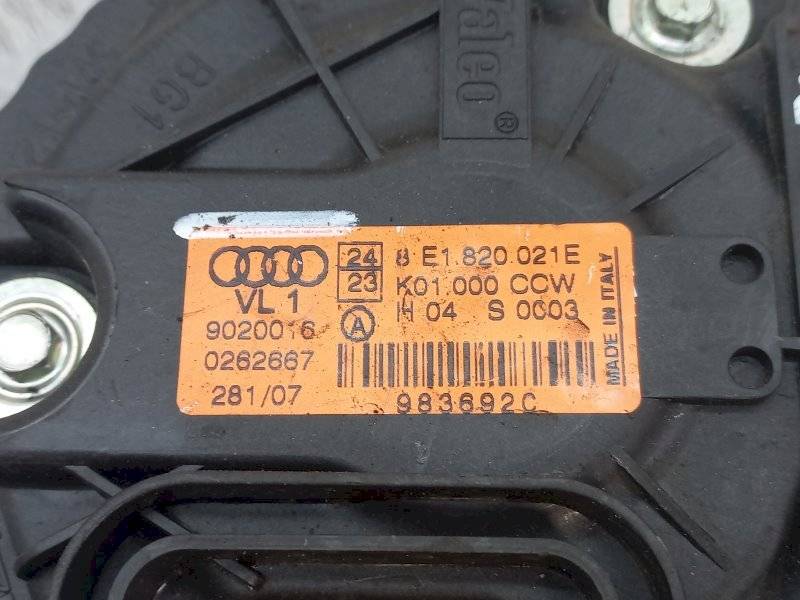 BG1
Valeo
®
24 8 E1.820.021E
23 K01.000 CCW
VL 1
A H 04 S 0003
9020016
0262667
281/07
983692C
MADE IN ITALY